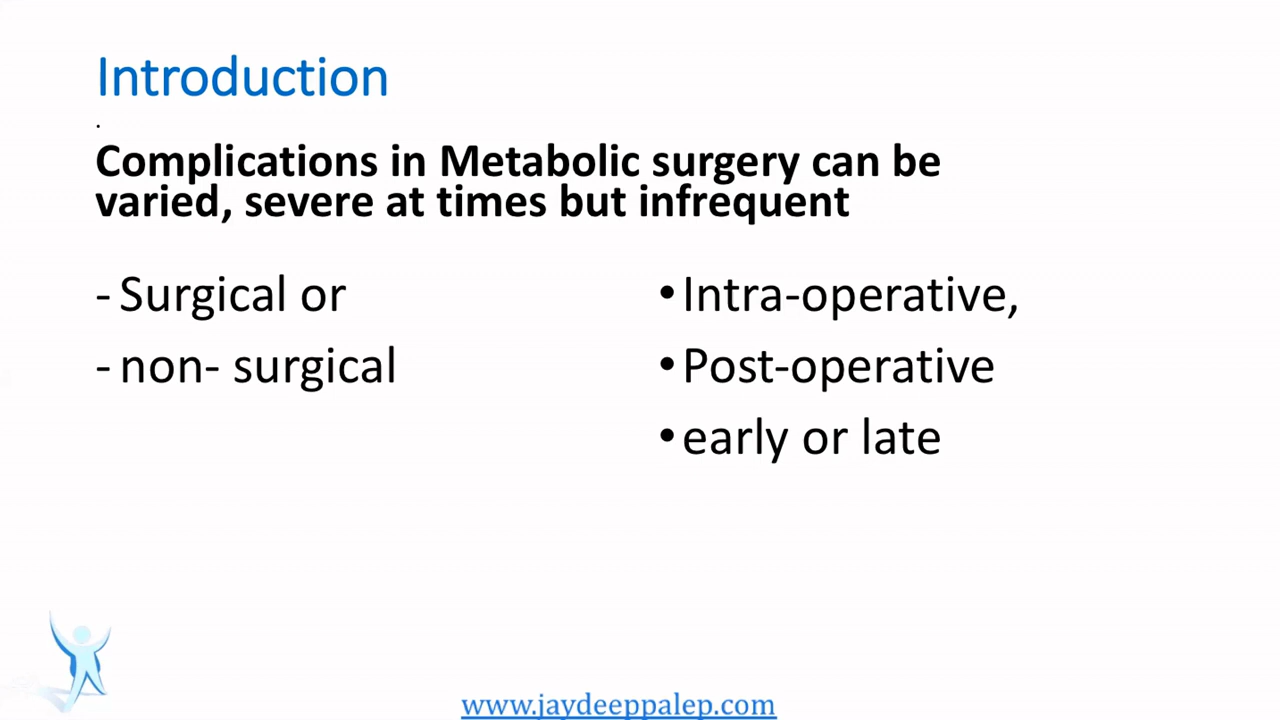 Introduction
.
Complications in Metabolic surgery can be
varied, severe at times but infrequent
- Surgical or
- non- surgical
•Intra-operative,
•Post-operative
•early or late
www.jaydeeppalep.com